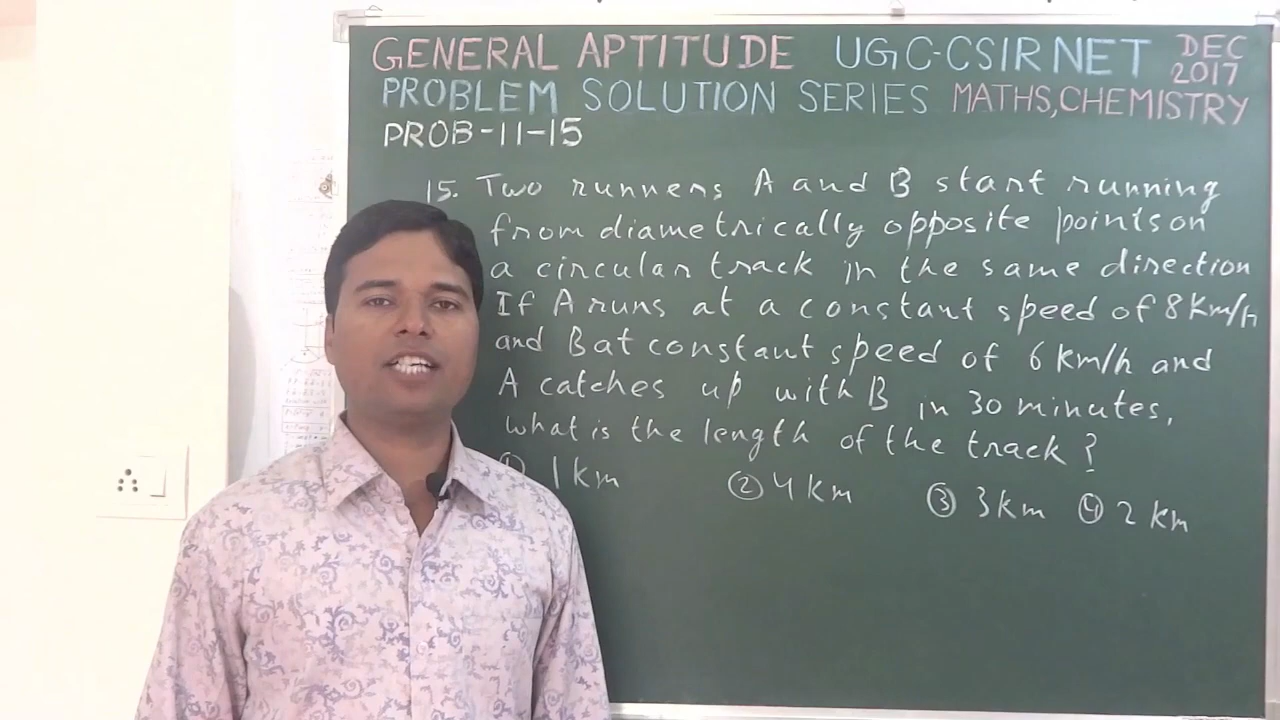 GENERAL APTITUDE UGC-CSIR NET DEC 2017
PROBLEM SOLUTION SERIES MATHS,CHEMISTRY
PROB-11-15
15. Two runners A and B start running
from diametrically opposite points on
a circular track in the same direction
If A runs at a constant speed of 8 Km/h
and B at constant speed of 6 km/h and
A catches up with B in 30 minutes,
what is the length of the track?
① 1 km ② 4 km ③ 3 km ④ 2 km